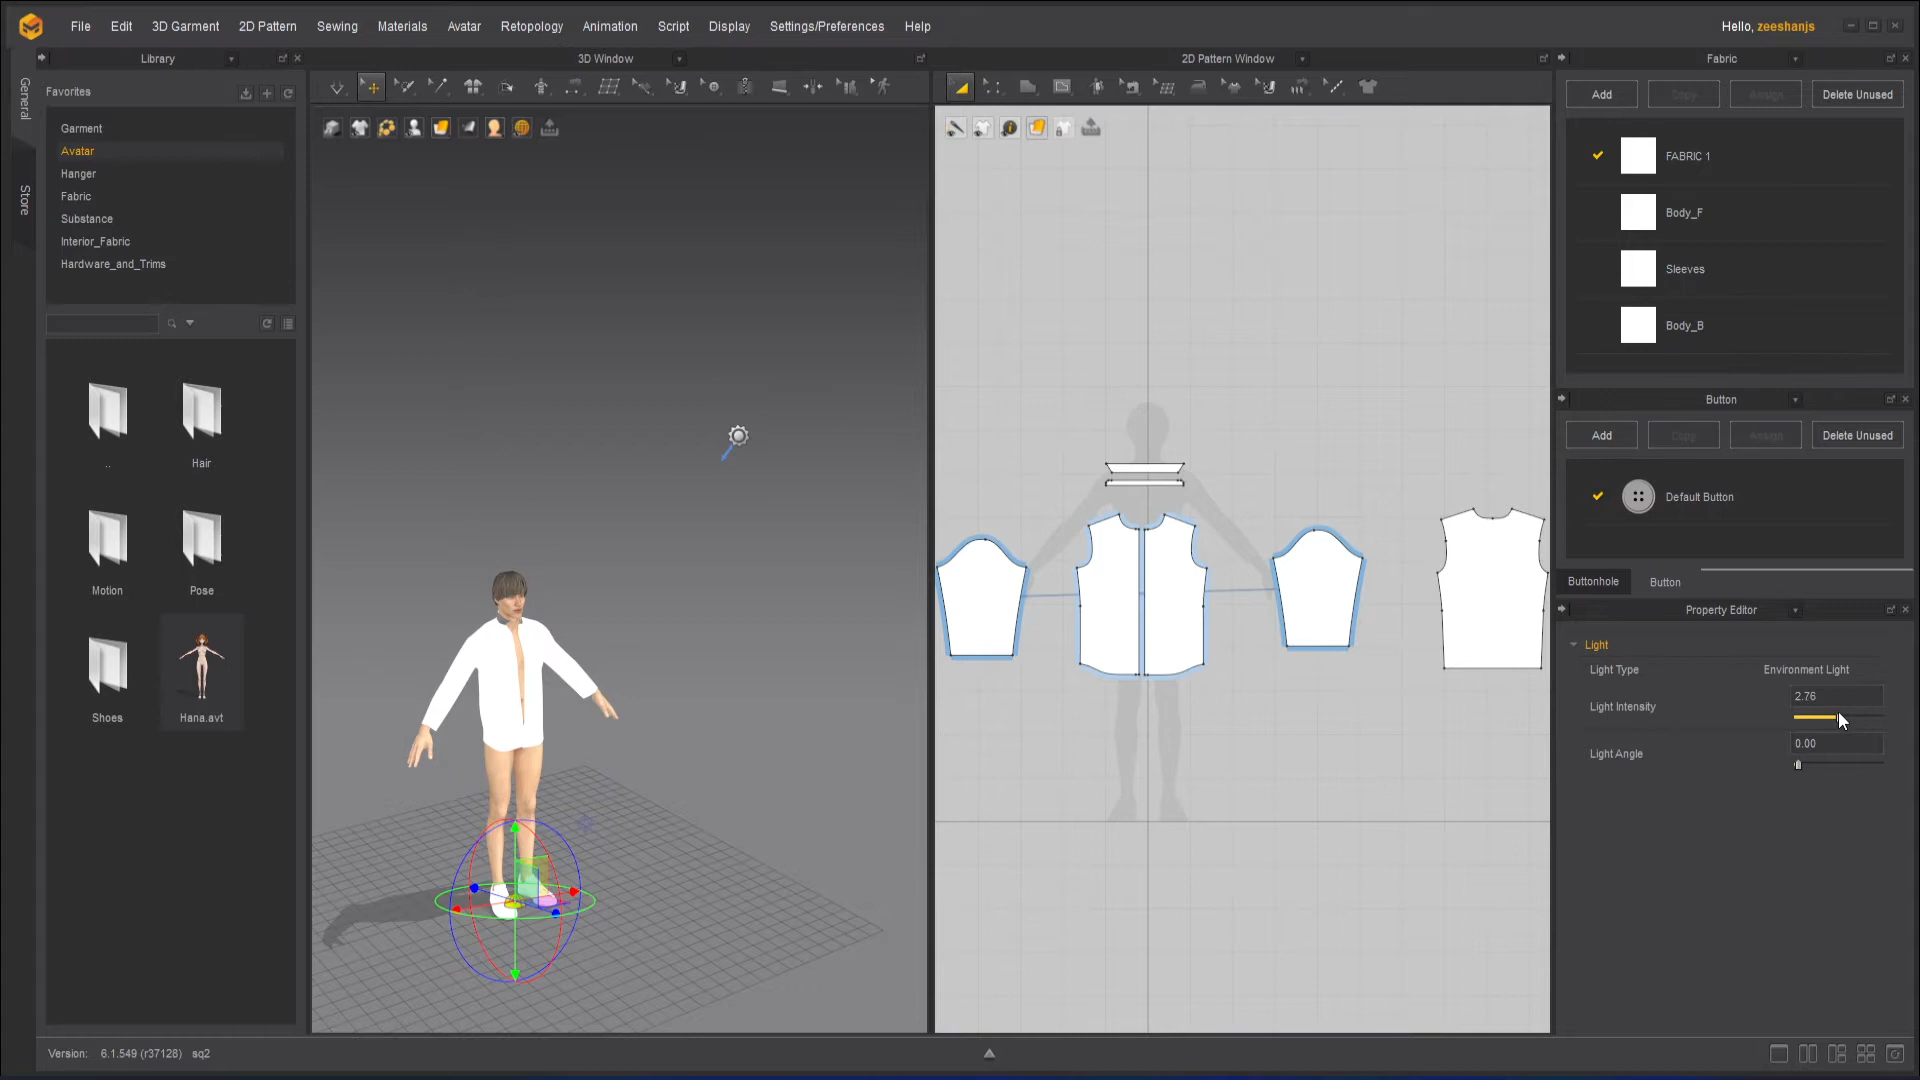 File Edit 3D Garment 2D Pattern Sewing Materials Avatar Retopology Animation Script Display Settings/Preferences Help
Hello, zeeshanjs
General
Store
Library
Favorites
Garment
Avatar
Hanger
Fabric
Substance
Interior_Fabric
Hardware_and_Trims
..
Hair
Motion
Pose
Shoes
Hana.avt
3D Window
2D Pattern Window
Fabric
Add Copy Assign Delete Unused
FABRIC 1
Body_F
Sleeves
Body_B
Button
Add Copy Assign Delete Unused
Default Button
Buttonhole Button
Property Editor
Light
Light Type Environment Light
Light Intensity 2.76
Light Angle 0.00
Version: 6.1.549 (r37128) sq2